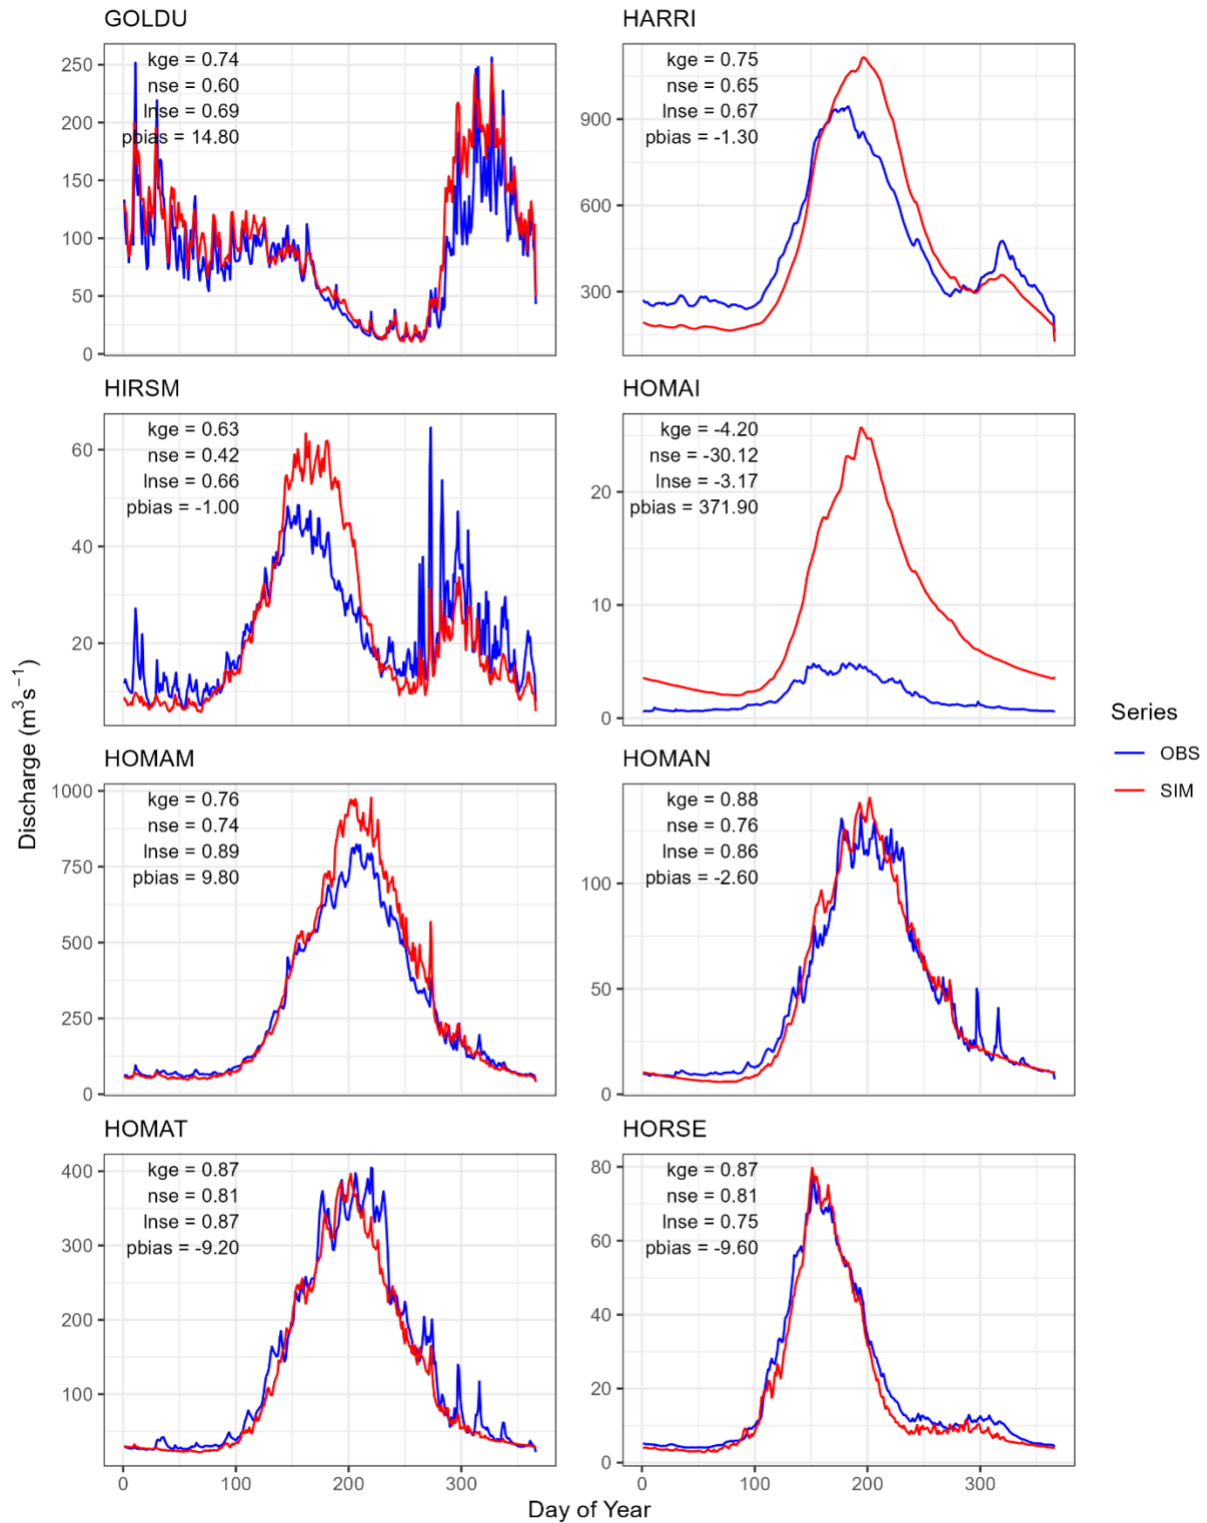 GOLDU
kge = 0.74
nse = 0.60
lnse = 0.69
pbias = 14.80
250
200
150
100
50
0
HARRI
kge = 0.75
nse = 0.65
lnse = 0.67
pbias = -1.30
900
600
300
HIRSM
kge = 0.63
nse = 0.42
lnse = 0.66
pbias = -1.00
60
40
20
HOMAI
kge = -4.20
nse = -30.12
lnse = -3.17
pbias = 371.90
20
10
0
HOMAM
kge = 0.76
nse = 0.74
lnse = 0.89
pbias = 9.80
1000
750
500
250
0
HOMAN
kge = 0.88
nse = 0.76
lnse = 0.86
pbias = -2.60
100
50
0
HOMAT
kge = 0.87
nse = 0.81
lnse = 0.87
pbias = -9.20
400
300
200
100
0 100 200 300
HORSE
kge = 0.87
nse = 0.81
lnse = 0.75
pbias = -9.60
80
60
40
20
0
0 100 200 300
Day of Year
Discharge (m³s⁻¹)
Series
OBS
SIM